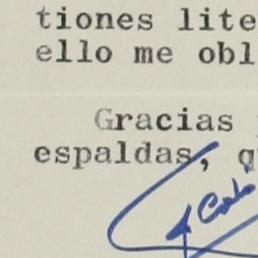 tiones lite
ello me obl
Gracias
espaldas, q